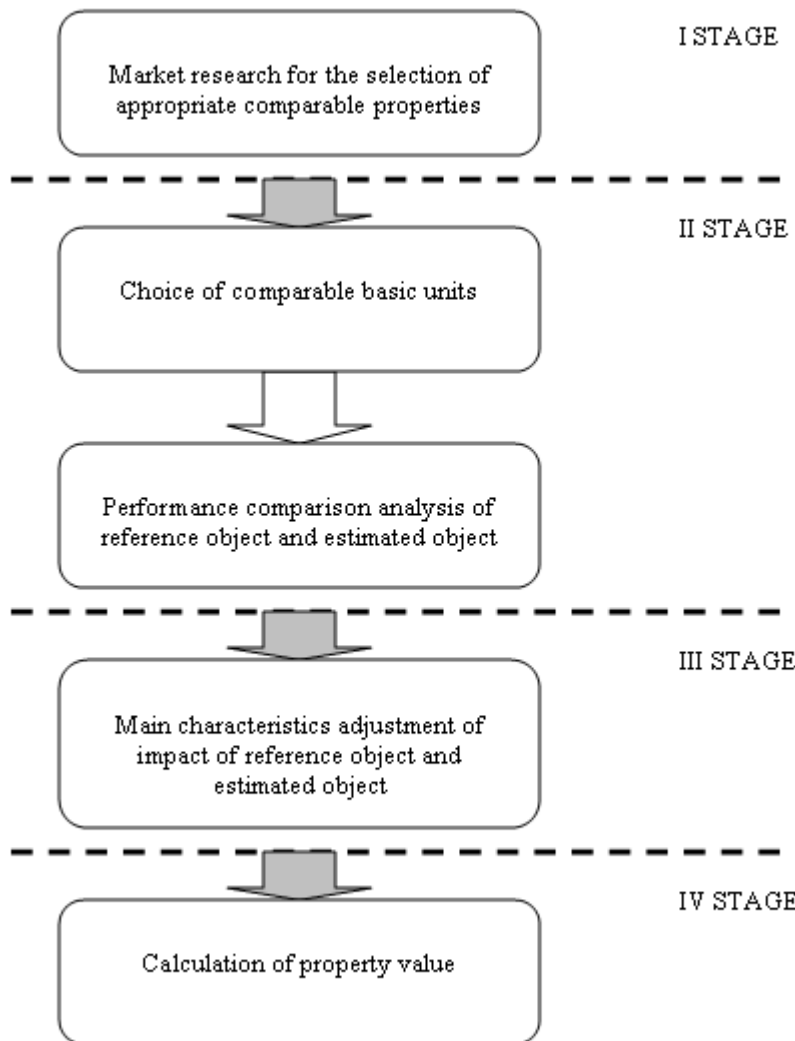 I STAGE
Market research for the selection of
appropriate comparable properties
II STAGE
Choice of comparable basic units
Performance comparison analysis of
reference object and estimated object
III STAGE
Main characteristics adjustment of
impact of reference object and
estimated object
IV STAGE
Calculation of property value